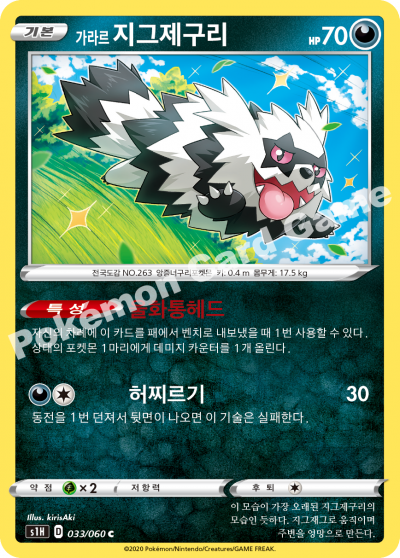 기본 가라르 지그제구리 HP 70
전국도감 NO.263 암즐너구리포켓몬 키: 0.4 m 몸무게: 17.5 kg
특성 울화통헤드
자신의 차례에 이 카드를 패에서 벤치로 내보냈을 때 1번 사용할 수 있다.
상대의 포켓몬 1마리에게 데미지 카운터를 1개 올린다.
허찌르기 30
동전을 1번 던져서 뒷면이 나오면 이 기술은 실패한다.
약점 ×2 저항력 후퇴
Illus. kirisAki
s1H D 033/060 C
이 모습이 가장 오래된 지그제구리의
모습인 듯하다. 지그재그로 움직이며
주변을 엉망으로 만든다.
©2020 Pokémon/Nintendo/Creatures/GAME FREAK.
Pokémon Card Game